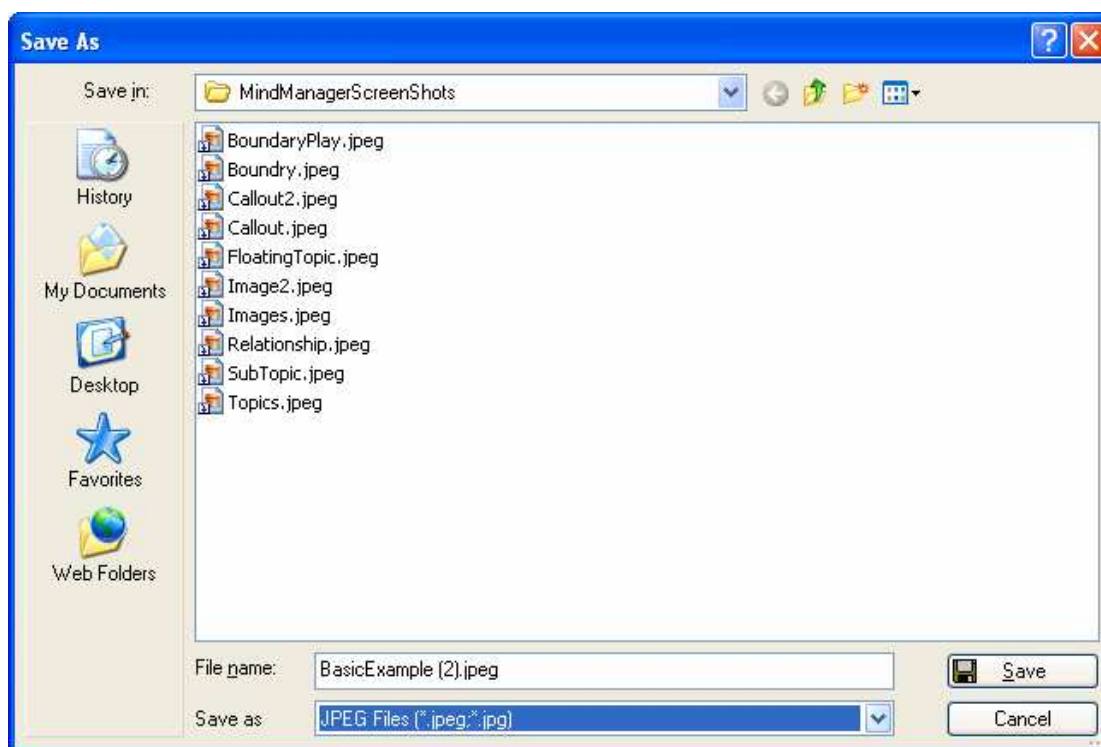 Save As
Save in:
MindManagerScreenShots
History
My Documents
Desktop
Favorites
Web Folders
BoundaryPlay.jpeg
Boundry.jpeg
Callout2.jpeg
Callout.jpeg
FloatingTopic.jpeg
Image2.jpeg
Images.jpeg
Relationship.jpeg
SubTopic.jpeg
Topics.jpeg
File name:
BasicExample (2).jpeg
Save
Save as
JPEG Files (*.jpeg;*.jpg)
Cancel